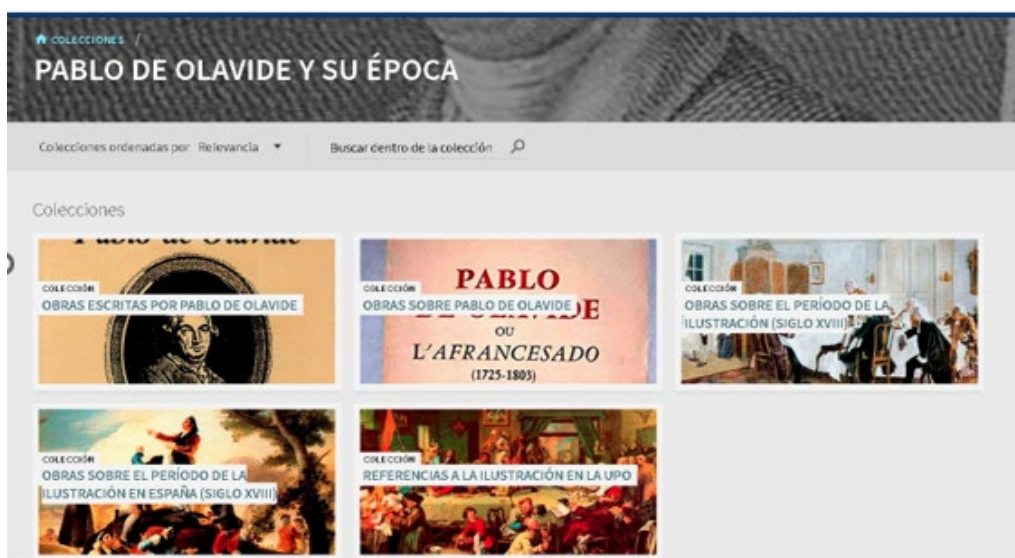 COLECCIONES /
PABLO DE OLAVIDE Y SU ÉPOCA
Colecciones ordenadas por Relevancia
Buscar dentro de la colección
Colecciones
Pablo de Olavide
COLECCIÓN
OBRAS ESCRITAS POR PABLO DE OLAVIDE
PABLO
COLECCIÓN
OBRAS SOBRE PABLO DE OLAVIDE
OU
L'AFRANCESADO
(1725-1803)
COLECCIÓN
OBRAS SOBRE EL PERÍODO DE LA
ILUSTRACIÓN (SIGLO XVIII)
COLECCIÓN
OBRAS SOBRE EL PERÍODO DE LA
ILUSTRACIÓN EN ESPAÑA (SIGLO XVIII)
COLECCIÓN
REFERENCIAS A LA ILUSTRACIÓN EN LA UPO